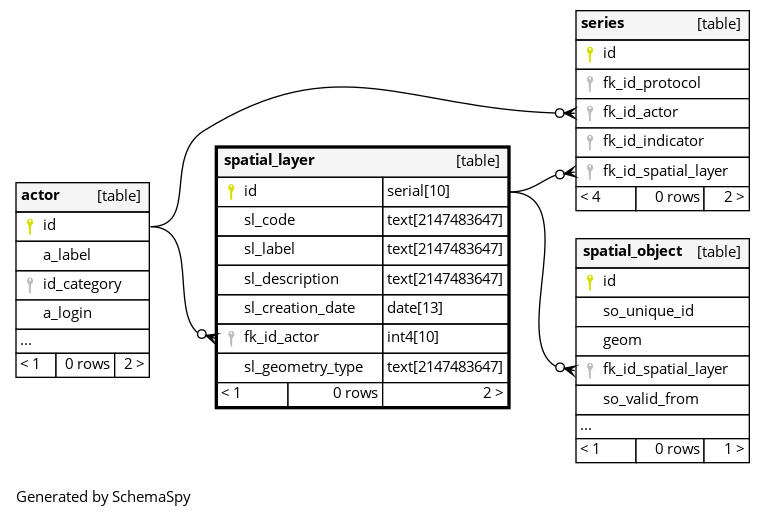 series [table]
id
fk_id_protocol
fk_id_actor
fk_id_indicator
fk_id_spatial_layer
< 4 0 rows 2 >
spatial_layer [table]
id serial[10]
sl_code text[2147483647]
sl_label text[2147483647]
sl_description text[2147483647]
sl_creation_date date[13]
fk_id_actor int4[10]
sl_geometry_type text[2147483647]
< 1 0 rows 2 >
actor [table]
id
a_label
id_category
a_login
...
< 1 0 rows 2 >
spatial_object [table]
id
so_unique_id
geom
fk_id_spatial_layer
so_valid_from
...
< 1 0 rows 1 >
Generated by SchemaSpy